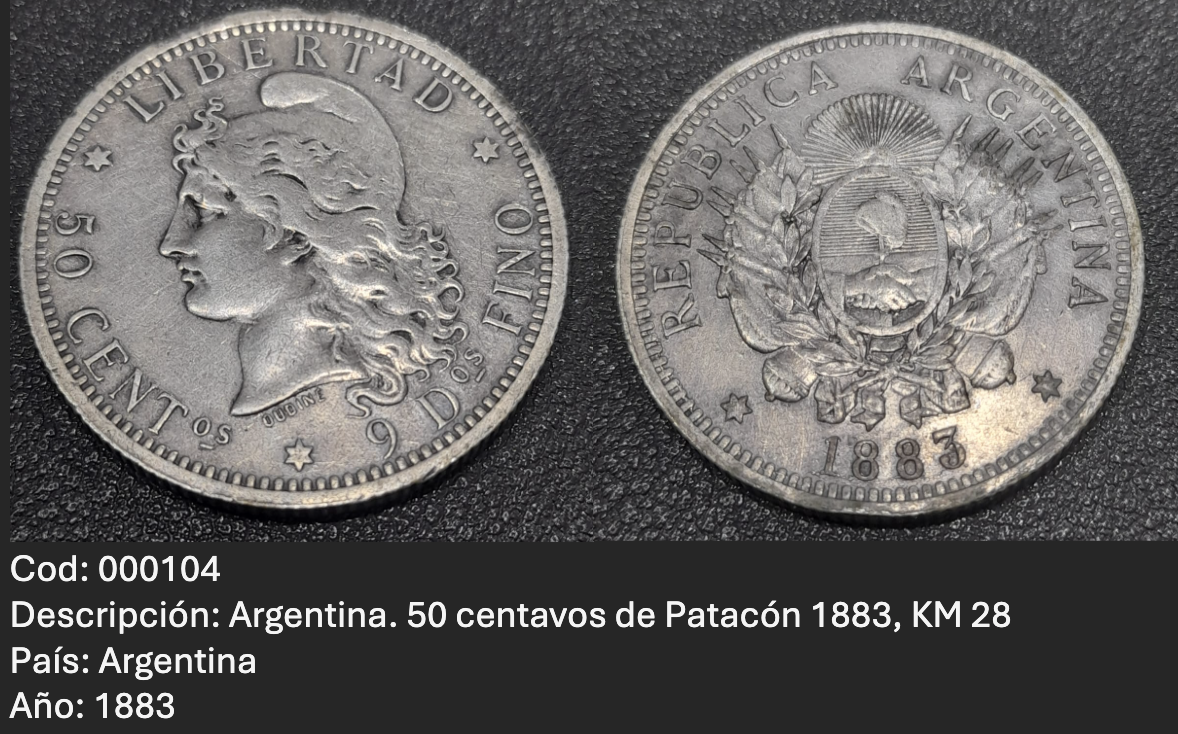 LIBERTAD
50 CENTOS
9 DOS FINO
OUDINE
REPUBLICA ARGENTINA
1883
Cod: 000104
Descripción: Argentina. 50 centavos de Patacón 1883, KM 28
País: Argentina
Año: 1883